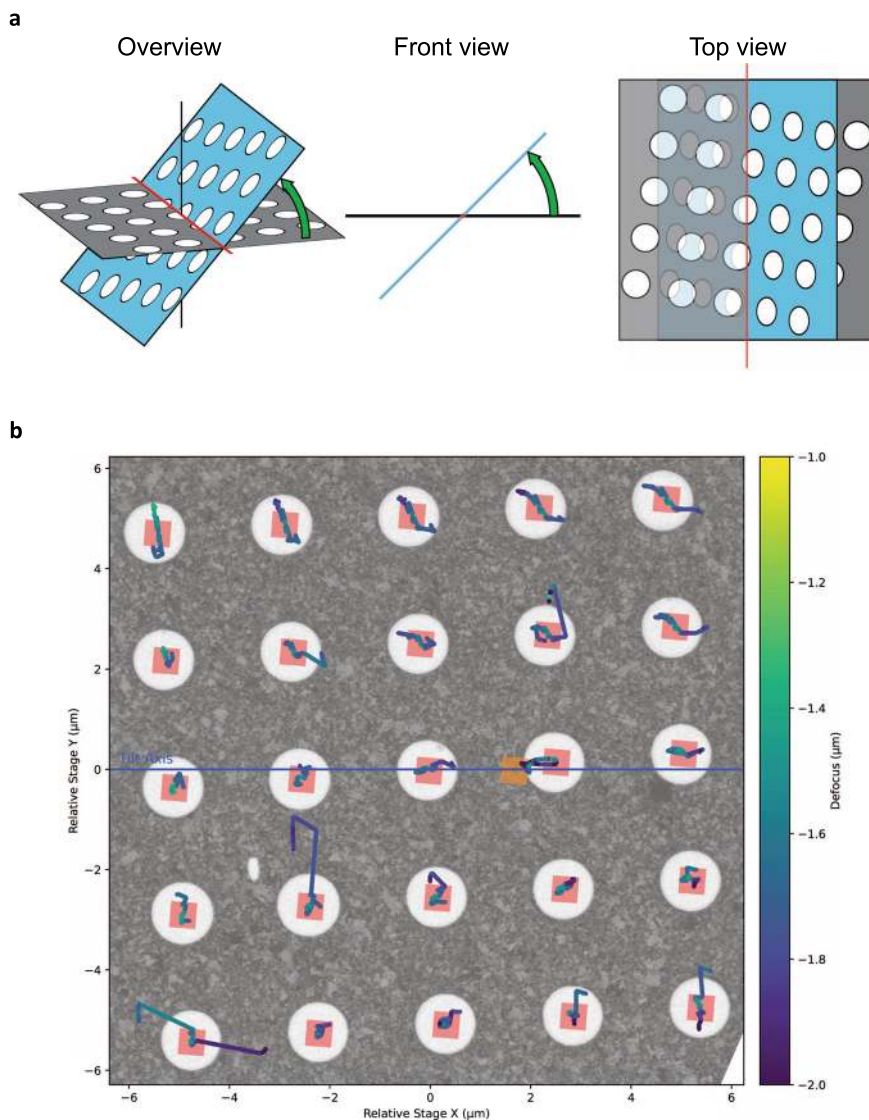 a
Overview
Front view
Top view
b
6
4
2
0
−2
−4
−6
Relative Stage Y (μm)
Tilt Axis
−6
−4
−2
0
2
4
6
Relative Stage X (μm)
−1.0
−1.2
−1.4
−1.6
−1.8
−2.0
Defocus (μm)